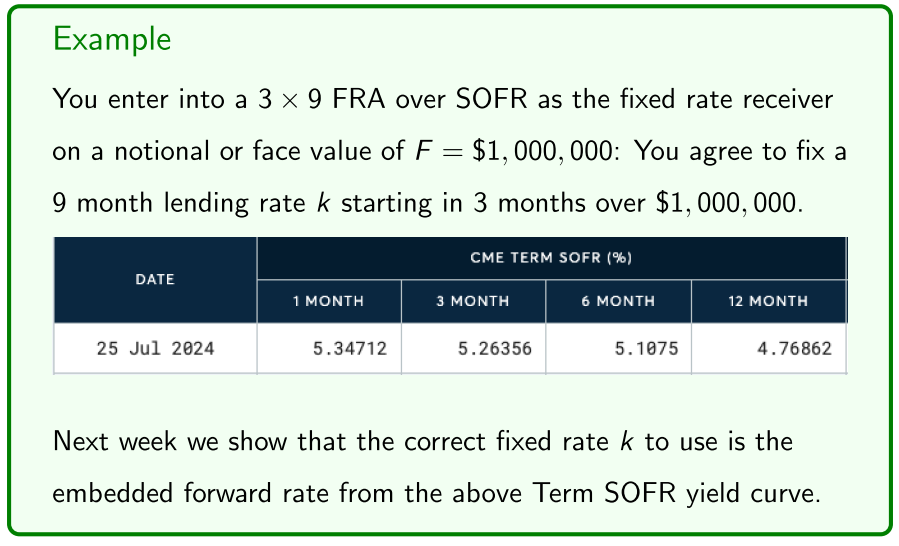 Example
You enter into a 3 × 9 FRA over SOFR as the fixed rate receiver
on a notional or face value of F = $1,000,000: You agree to fix a
9 month lending rate k starting in 3 months over $1,000,000.
DATE
CME TERM SOFR (%)
1 MONTH 3 MONTH 6 MONTH 12 MONTH
25 Jul 2024 5.34712 5.26356 5.1075 4.76862
Next week we show that the correct fixed rate k to use is the
embedded forward rate from the above Term SOFR yield curve.